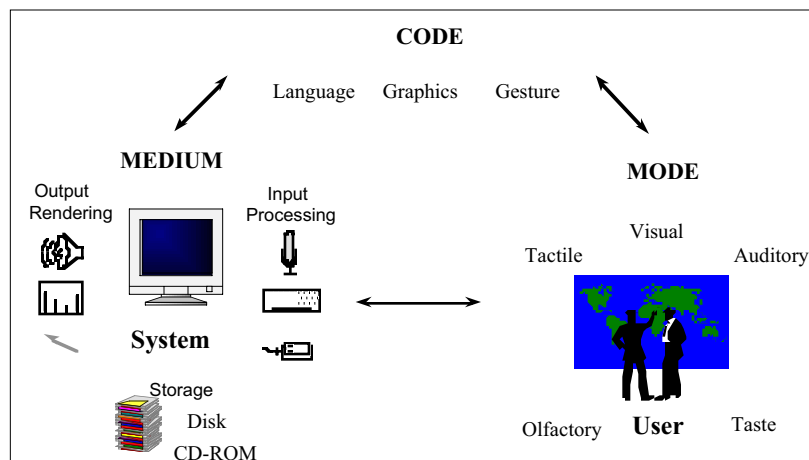 CODE
Language Graphics Gesture
MEDIUM
MODE
Output
Rendering
Input
Processing
Visual
Tactile
Auditory
System
Storage
Disk
CD-ROM
Olfactory
User
Taste